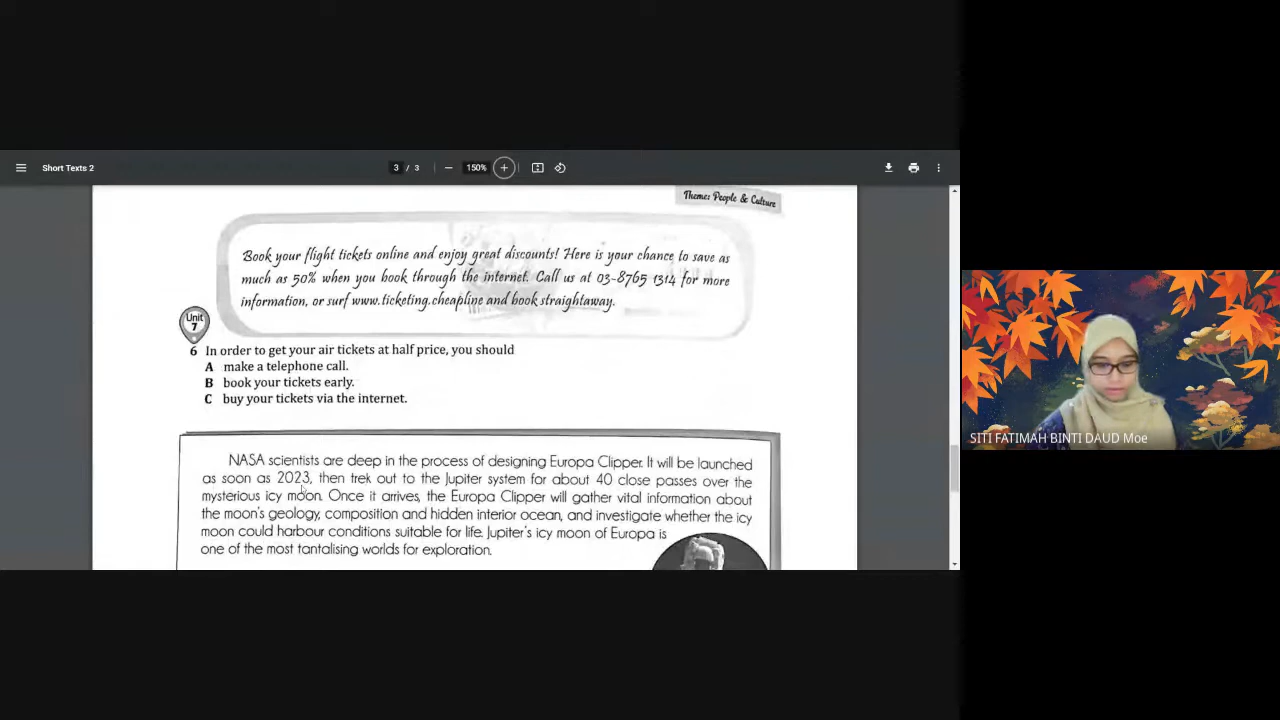 Short Texts 2
3 / 3
150%
Theme: People & Culture
Book your flight tickets online and enjoy great discounts! Here is your chance to save as
much as 50% when you book through the internet. Call us at 03-8765 1314 for more
information, or surf www.ticketing.cheapline and book straightaway.
Unit
7
6 In order to get your air tickets at half price, you should
A make a telephone call.
B book your tickets early.
C buy your tickets via the internet.
NASA scientists are deep in the process of designing Europa Clipper. It will be launched
as soon as 2023, then trek out to the Jupiter system for about 40 close passes over the
mysterious icy moon. Once it arrives, the Europa Clipper will gather vital information about
the moon's geology, composition and hidden interior ocean, and investigate whether the icy
moon could harbour conditions suitable for life. Jupiter's icy moon of Europa is
one of the most tantalising worlds for exploration.
SITI FATIMAH BINTI DAUD Moe